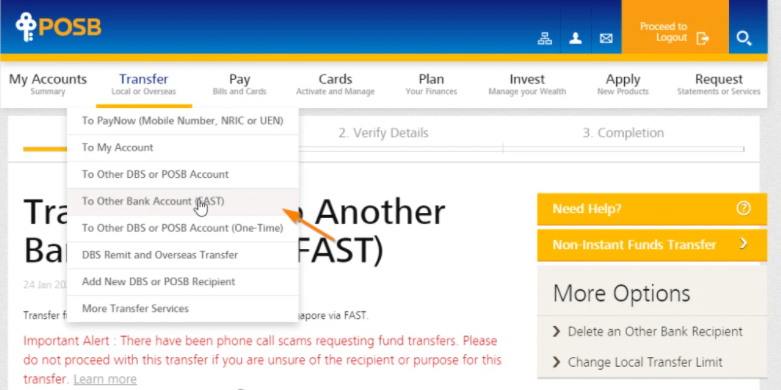 POSB
Proceed to
Logout
My Accounts
Summary
Transfer
Local or Overseas
Pay
Bills and Cards
Cards
Activate and Manage
Plan
Your Finances
Invest
Manage your Wealth
Apply
New Products
Request
Statements or Services
To PayNow (Mobile Number, NRIC or UEN)
To My Account
To Other DBS or POSB Account
To Other Bank Account (FAST)
To Other DBS or POSB Account (One-Time)
DBS Remit and Overseas Transfer
Add New DBS or POSB Recipient
More Transfer Services
2. Verify Details
3. Completion
Tra Another
Ba FAST)
24 Jan 20
Transfer f apore via FAST.
Important Alert : There have been phone call scams requesting fund transfers. Please
do not proceed with this transfer if you are unsure of the recipient or purpose for this
transfer. Learn more
Need Help?
Non-Instant Funds Transfer
More Options
Delete an Other Bank Recipient
Change Local Transfer Limit